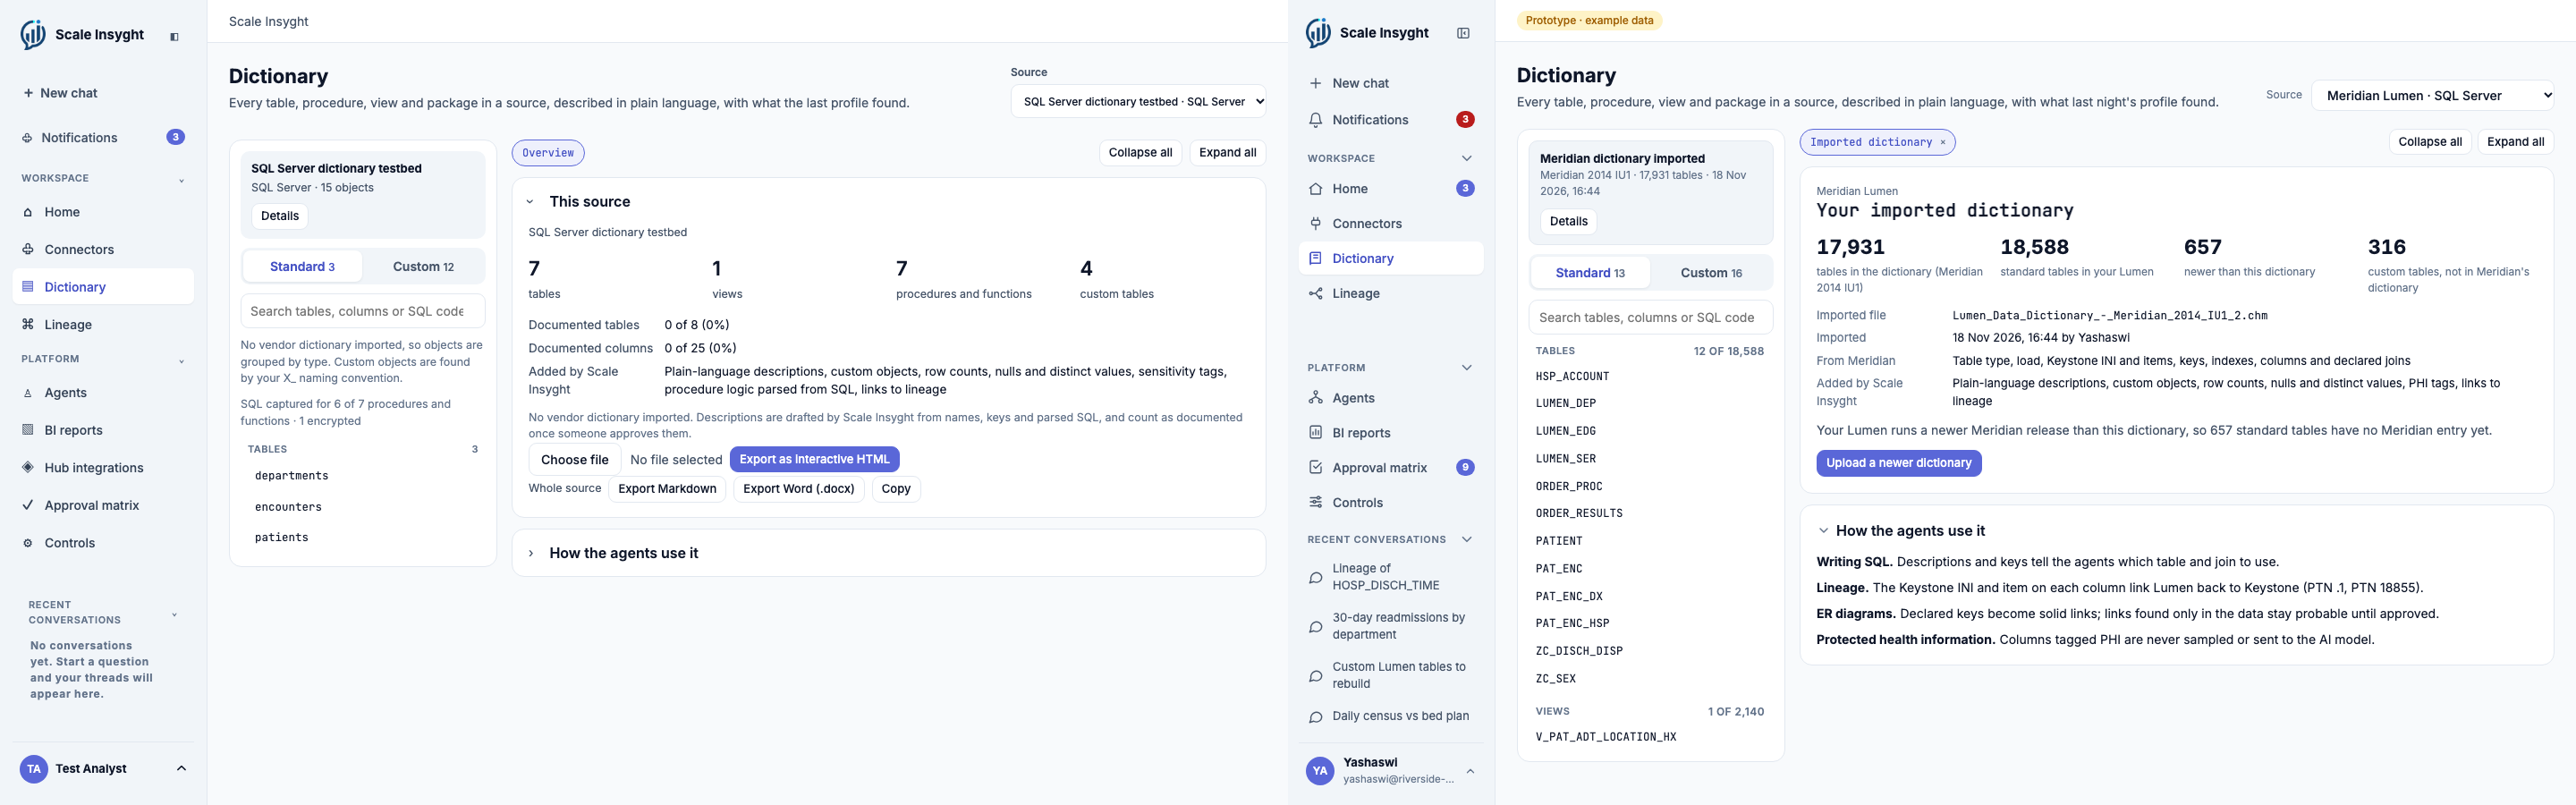 Scale Insyght
+ New chat
Notifications 3
WORKSPACE
Home
Connectors
Dictionary
Lineage
PLATFORM
Agents
BI reports
Hub integrations
Approval matrix
Controls
RECENT
CONVERSATIONS
No conversations
yet. Start a question
and your threads will
appear here.
TA Test Analyst
Scale Insyght
Dictionary
Every table, procedure, view and package in a source, described in plain language, with what the last profile found.
Source
SQL Server dictionary testbed · SQL Server
SQL Server dictionary testbed
SQL Server · 15 objects
Details
Standard 3 Custom 12
Search tables, columns or SQL code
No vendor dictionary imported, so objects are
grouped by type. Custom objects are found
by your X_ naming convention.
SQL captured for 6 of 7 procedures and
functions · 1 encrypted
TABLES 3
departments
encounters
patients
Overview
Collapse all Expand all
This source
SQL Server dictionary testbed
7 1 7 4
tables views procedures and functions custom tables
Documented tables 0 of 8 (0%)
Documented columns 0 of 25 (0%)
Added by Scale Insyght Plain-language descriptions, custom objects, row counts, nulls and distinct values, sensitivity tags,
procedure logic parsed from SQL, links to lineage
No vendor dictionary imported. Descriptions are drafted by Scale Insyght from names, keys and parsed SQL, and count as documented
once someone approves them.
Choose file No file selected Export as interactive HTML
Whole source Export Markdown Export Word (.docx) Copy
How the agents use it
Scale Insyght
+ New chat
Notifications 3
WORKSPACE
Home 3
Connectors
Dictionary
Lineage
PLATFORM
Agents
BI reports
Approval matrix 9
Controls
RECENT CONVERSATIONS
Lineage of
HOSP_DISCH_TIME
30-day readmissions by
department
Custom Lumen tables to
rebuild
Daily census vs bed plan
YA Yashaswi
yashaswi@riverside-...
Prototype · example data
Dictionary
Every table, procedure, view and package in a source, described in plain language, with what last night's profile found.
Source Meridian Lumen · SQL Server
Meridian dictionary imported
Meridian 2014 IU1 · 17,931 tables · 18 Nov
2026, 16:44
Details
Standard 13 Custom 16
Search tables, columns or SQL code
TABLES 12 OF 18,588
HSP_ACCOUNT
LUMEN_DEP
LUMEN_EDG
LUMEN_SER
ORDER_PROC
ORDER_RESULTS
PATIENT
PAT_ENC
PAT_ENC_DX
PAT_ENC_HSP
ZC_DISCH_DISP
ZC_SEX
VIEWS 1 OF 2,140
V_PAT_ADT_LOCATION_HX
Imported dictionary ×
Collapse all Expand all
Meridian Lumen
Your imported dictionary
17,931 18,588 657 316
tables in the dictionary (Meridian 2014 IU1) standard tables in your Lumen newer than this dictionary custom tables, not in Meridian's dictionary
Imported file Lumen_Data_Dictionary_-_Meridian_2014_IU1_2.chm
Imported 18 Nov 2026, 16:44 by Yashaswi
From Meridian Table type, load, Keystone INI and items, keys, indexes, columns and declared joins
Added by Scale Insyght Plain-language descriptions, custom objects, row counts, nulls and distinct values, PHI tags, links to
lineage
Your Lumen runs a newer Meridian release than this dictionary, so 657 standard tables have no Meridian entry yet.
Upload a newer dictionary
How the agents use it
Writing SQL. Descriptions and keys tell the agents which table and join to use.
Lineage. The Keystone INI and item on each column link Lumen back to Keystone (PTN .1, PTN 18855).
ER diagrams. Declared keys become solid links; links found only in the data stay probable until approved.
Protected health information. Columns tagged PHI are never sampled or sent to the AI model.